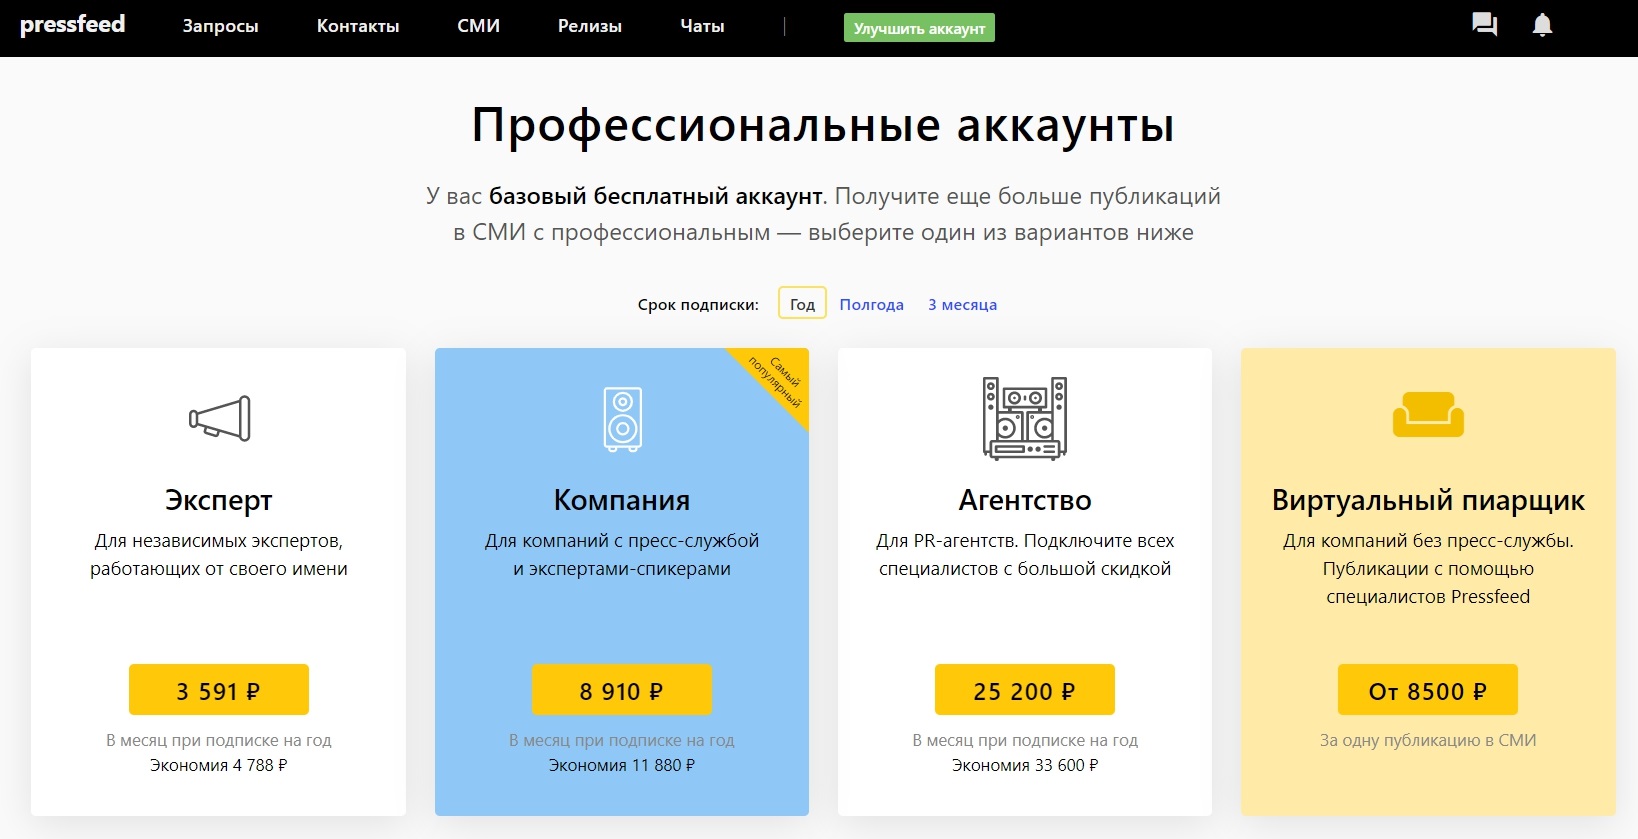 pressfeed
Запросы
Контакты
СМИ
Релизы
Чаты
Улучшить аккаунт
Профессиональные аккаунты
У вас базовый бесплатный аккаунт. Получите еще больше публикаций
в СМИ с профессиональным — выберите один из вариантов ниже
Срок подписки: Год Полгода 3 месяца
Эксперт
Для независимых экспертов,
работающих от своего имени
3 591 ₽
В месяц при подписке на год
Экономия 4 788 ₽
Самый
популярный
Компания
Для компаний с пресс-службой
и экспертами-спикерами
8 910 ₽
В месяц при подписке на год
Экономия 11 880 ₽
Агентство
Для PR-агентств. Подключите всех
специалистов с большой скидкой
25 200 ₽
В месяц при подписке на год
Экономия 33 600 ₽
Виртуальный пиарщик
Для компаний без пресс-службы.
Публикации с помощью
специалистов Pressfeed
От 8500 ₽
За одну публикацию в СМИ